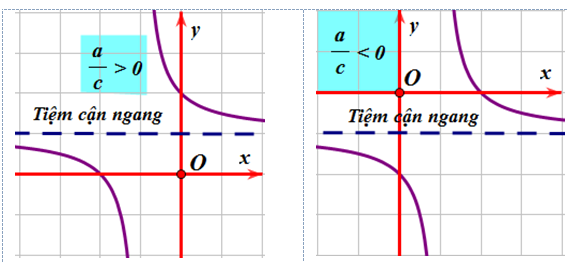 y
a/c > 0
Tiệm cận ngang
x
O
y
a/c < 0
O
x
Tiệm cận ngang